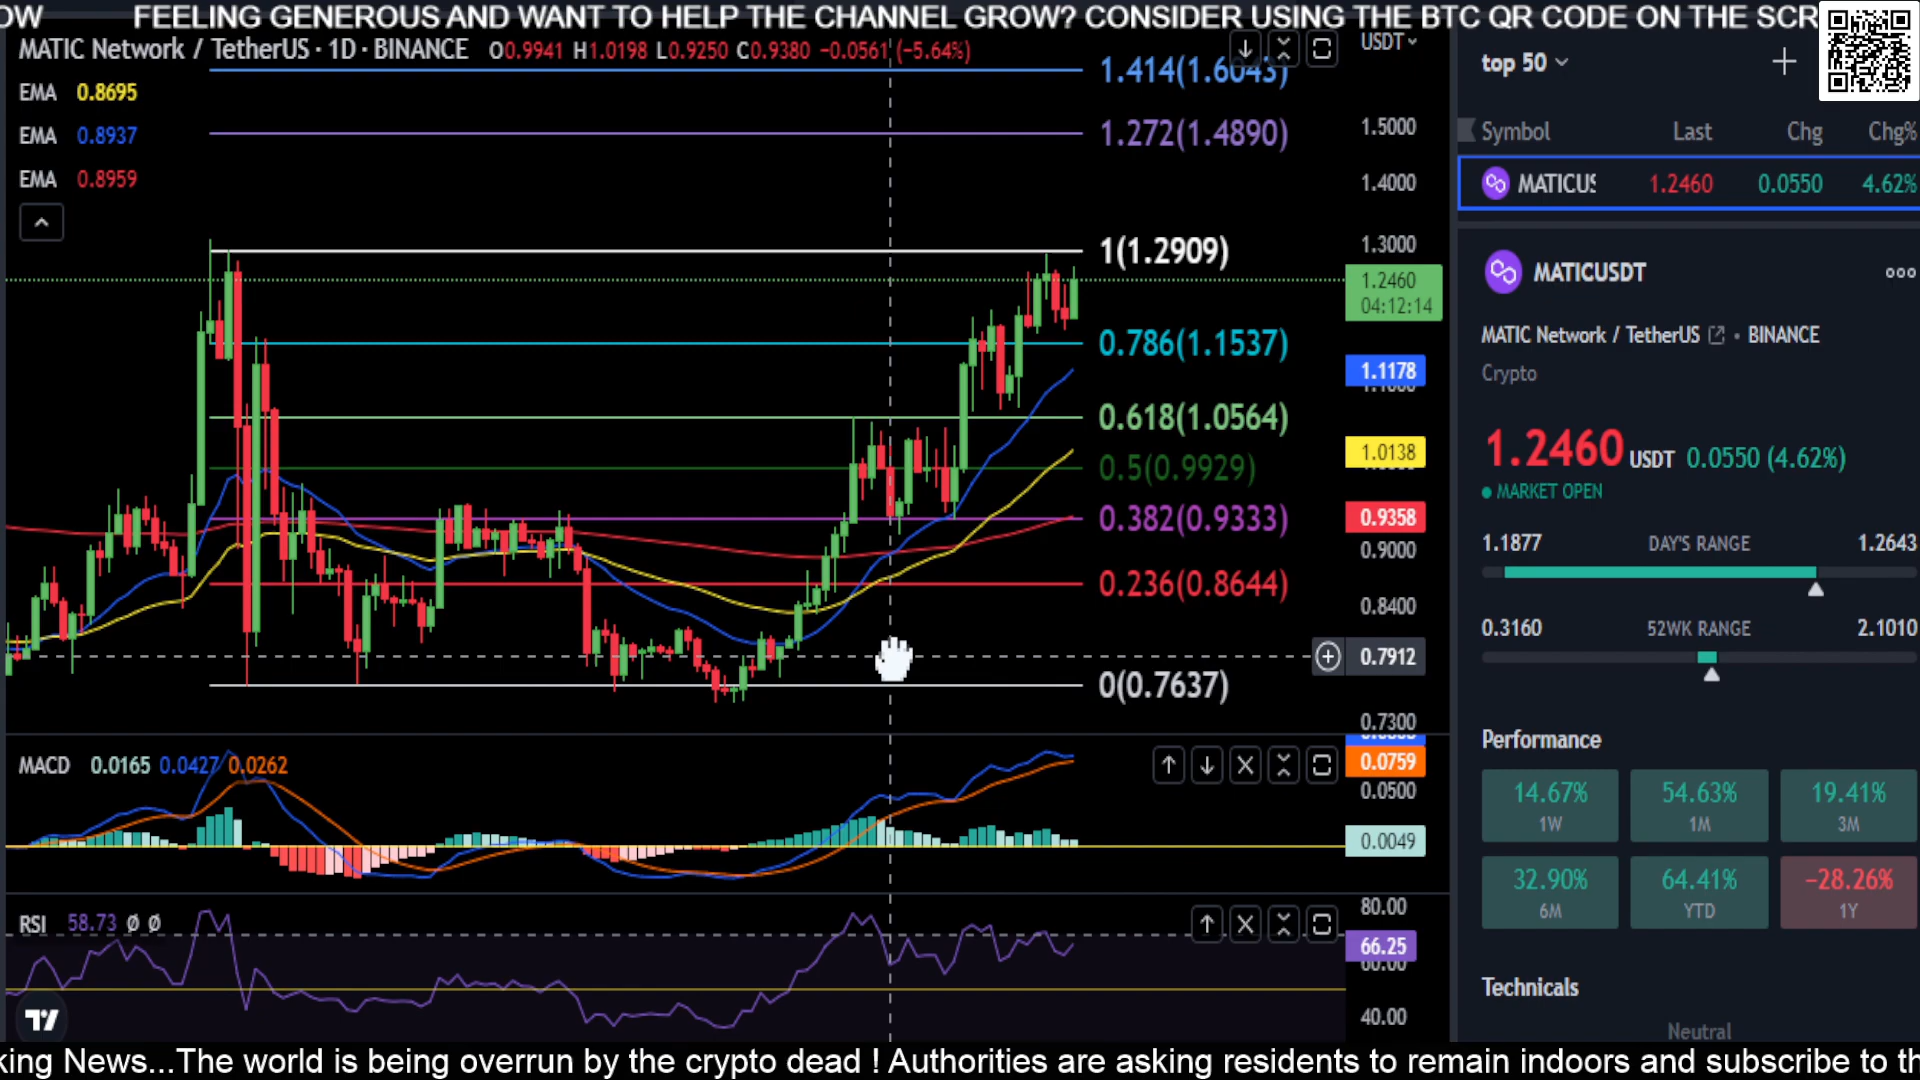 OW FEELING GENEROUS AND WANT TO HELP THE CHANNEL GROW? CONSIDER USING THE BTC QR CODE ON THE SCR
MATIC Network / TetherUS · 1D · BINANCE O0.9941 H1.0198 L0.9250 C0.9380 −0.0561 (−5.64%)
USDT
EMA 0.8695
EMA 0.8937
EMA 0.8959
1.414(1.6043)
1.272(1.4890)
1(1.2909)
0.786(1.1537)
0.618(1.0564)
0.5(0.9929)
0.382(0.9333)
0.236(0.8644)
0(0.7637)
1.5000
1.4000
1.3000
1.2460
04:12:14
1.1178
1.0138
0.9358
0.9000
0.8400
0.7912
0.7300
MACD 0.0165 0.0427 0.0262
0.0759
0.0500
0.0049
RSI 58.73 Ø Ø
80.00
66.25
60.00
40.00
top 50
Symbol Last Chg Chg%
MATICUS 1.2460 0.0550 4.62%
MATICUSDT
MATIC Network / TetherUS • BINANCE
Crypto
1.2460 USDT 0.0550 (4.62%)
MARKET OPEN
1.1877 DAY'S RANGE 1.2643
0.3160 52WK RANGE 2.1010
Performance
14.67% 54.63% 19.41%
1W 1M 3M
32.90% 64.41% −28.26%
6M YTD 1Y
Technicals
Neutral
king News...The world is being overrun by the crypto dead ! Authorities are asking residents to remain indoors and subscribe to th